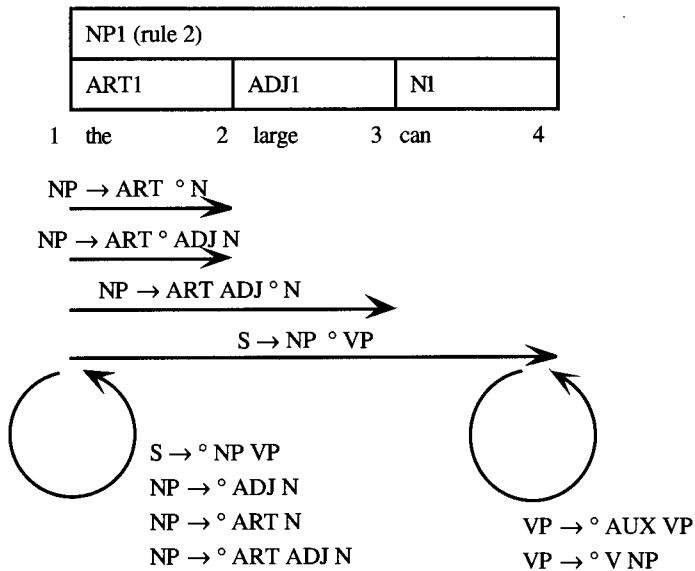 NP1 (rule 2)
ART1 ADJ1 N1
1 the 2 large 3 can 4
NP → ART ° N
NP → ART ° ADJ N
NP → ART ADJ ° N
S → NP ° VP
S → ° NP VP
NP → ° ADJ N
NP → ° ART N
NP → ° ART ADJ N
VP → ° AUX VP
VP → ° V NP